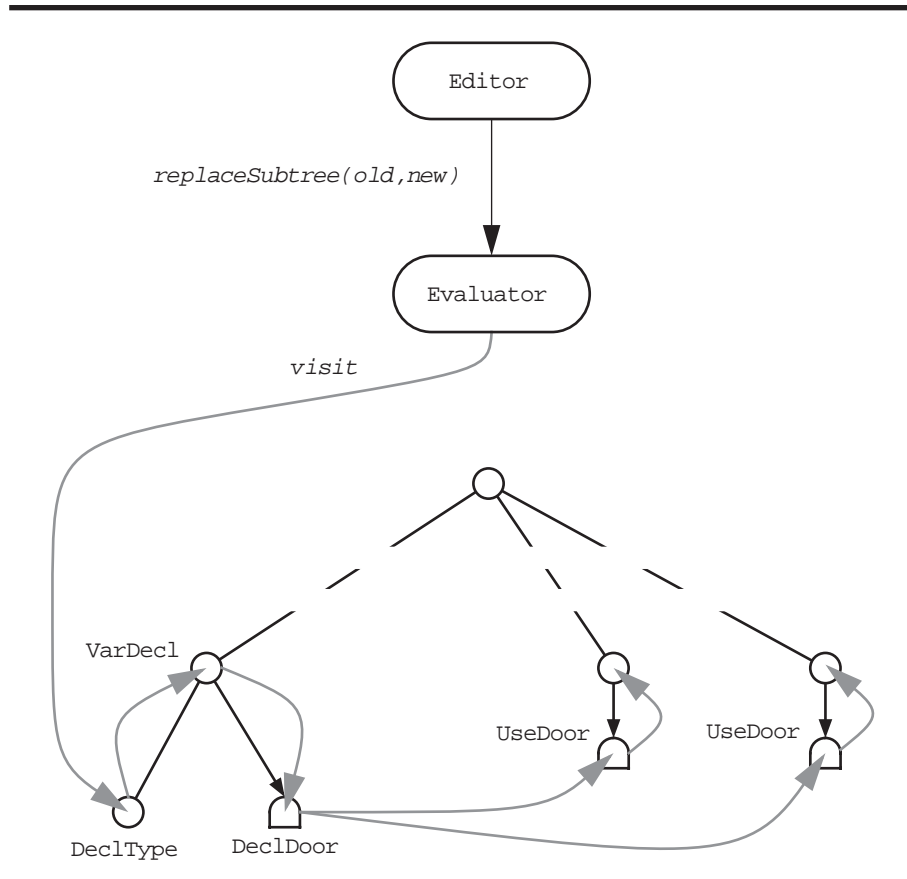 Editor
replaceSubtree(old,new)
Evaluator
visit
VarDecl
UseDoor
UseDoor
DeclType
DeclDoor